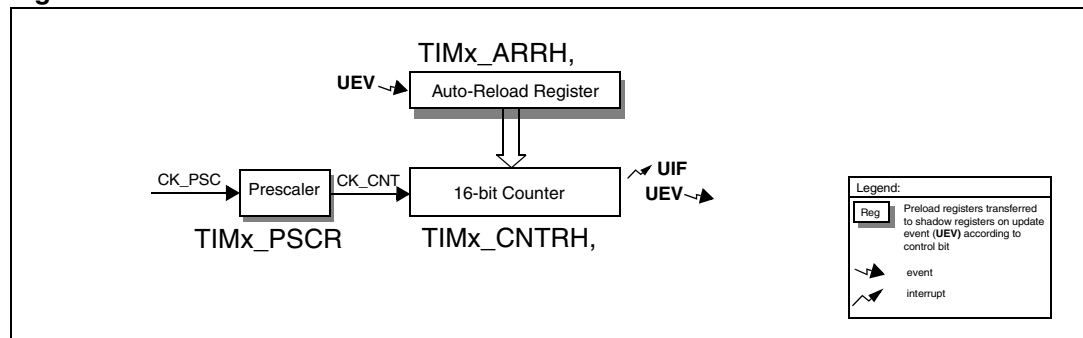 TIMx_ARRH,
UEV
Auto-Reload Register
CK_PSC
Prescaler
CK_CNT
16-bit Counter
UIF
UEV
TIMx_PSCR
TIMx_CNTRH,
Legend:
Reg
Preload registers transferred
to shadow registers on update
event (UEV) according to
control bit
event
interrupt